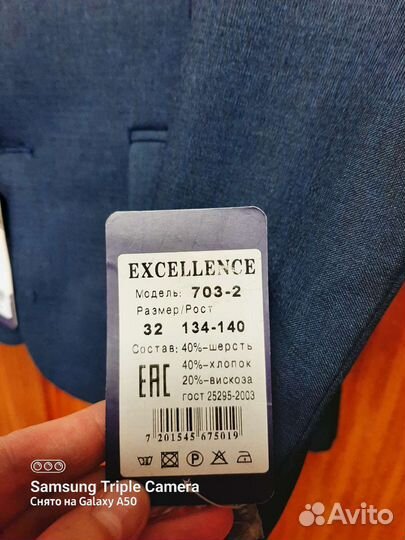 EXCELLENCE
Модель: 703-2
Размер/Рост
32 134-140
Состав: 40%-шерсть
40%-хлопок
20%-вискоза
ГОСТ 25295-2003
EAC
7 201545 675019
P
Samsung Triple Camera
Снято на Galaxy A50
Avito